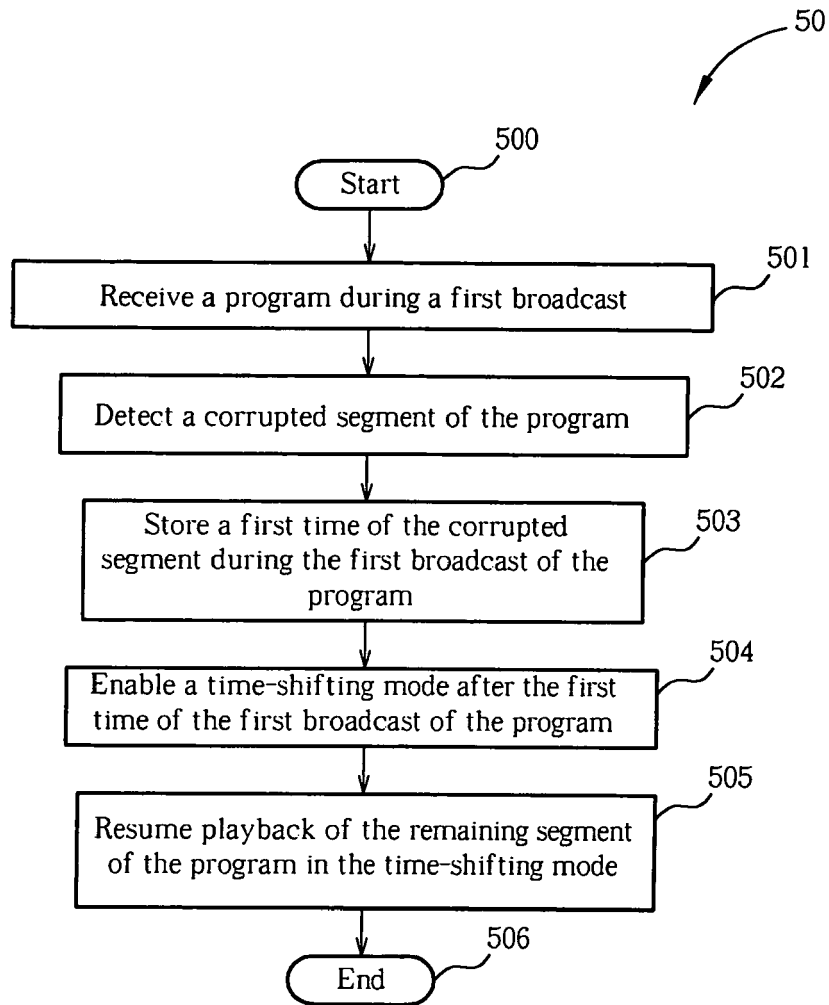 50
500
Start
501
Receive a program during a first broadcast
502
Detect a corrupted segment of the program
503
Store a first time of the corrupted
segment during the first broadcast of the
program
504
Enable a time-shifting mode after the first
time of the first broadcast of the program
505
Resume playback of the remaining segment
of the program in the time-shifting mode
506
End